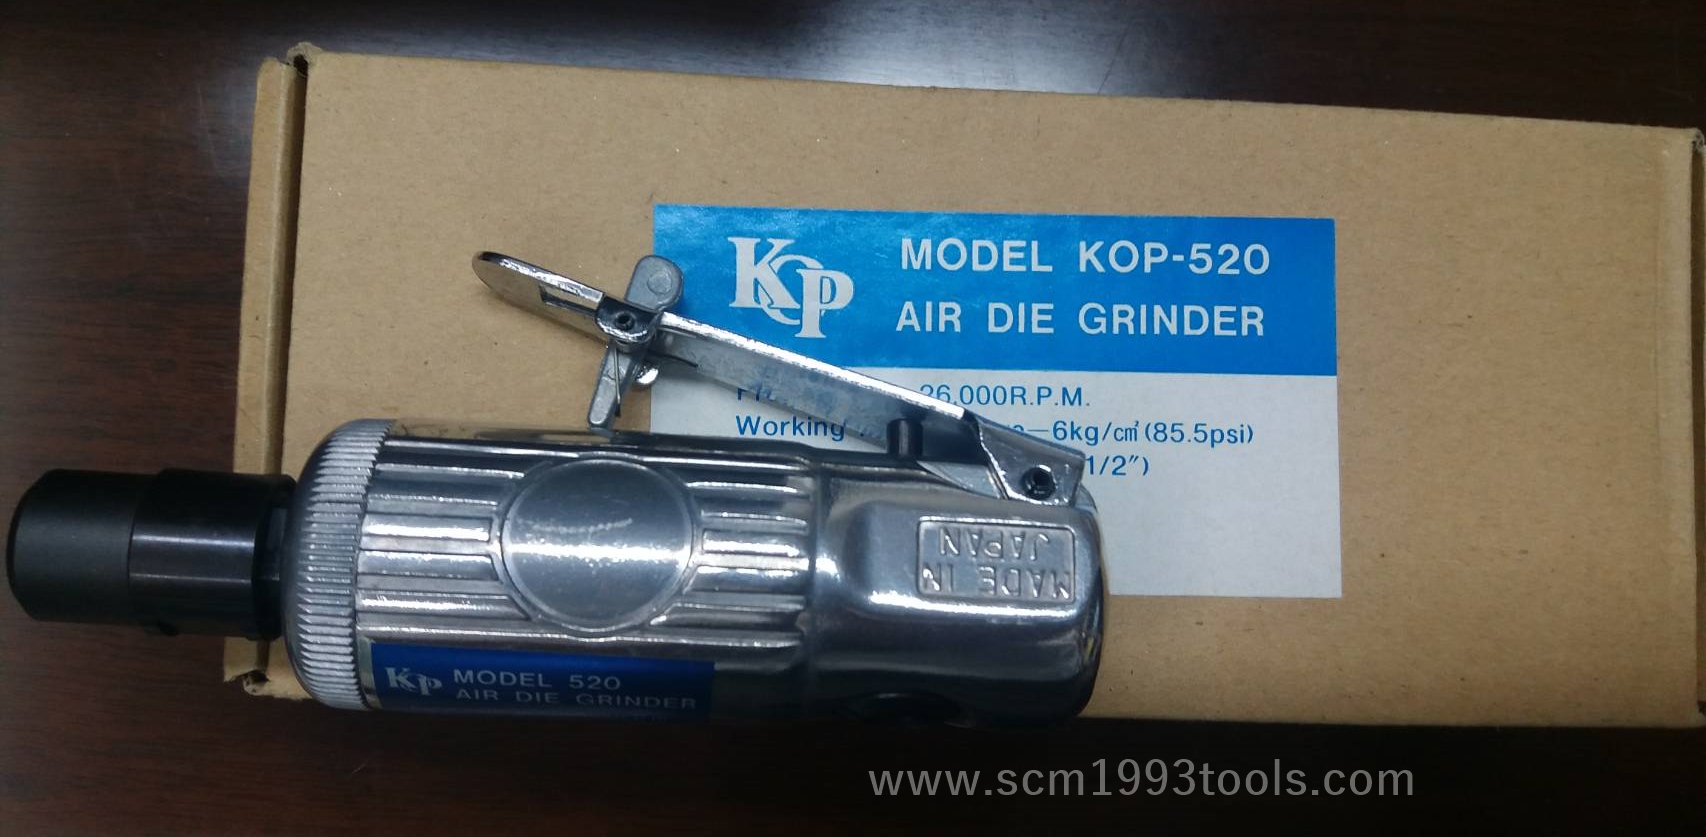 KOP
MODEL KOP-520
AIR DIE GRINDER
26,000R.P.M.
Working
6kg/cm² (85.5psi)
1/2″)
MADE IN
JAPAN
KP MODEL 520
AIR DIE GRINDER
www.scm1993tools.com